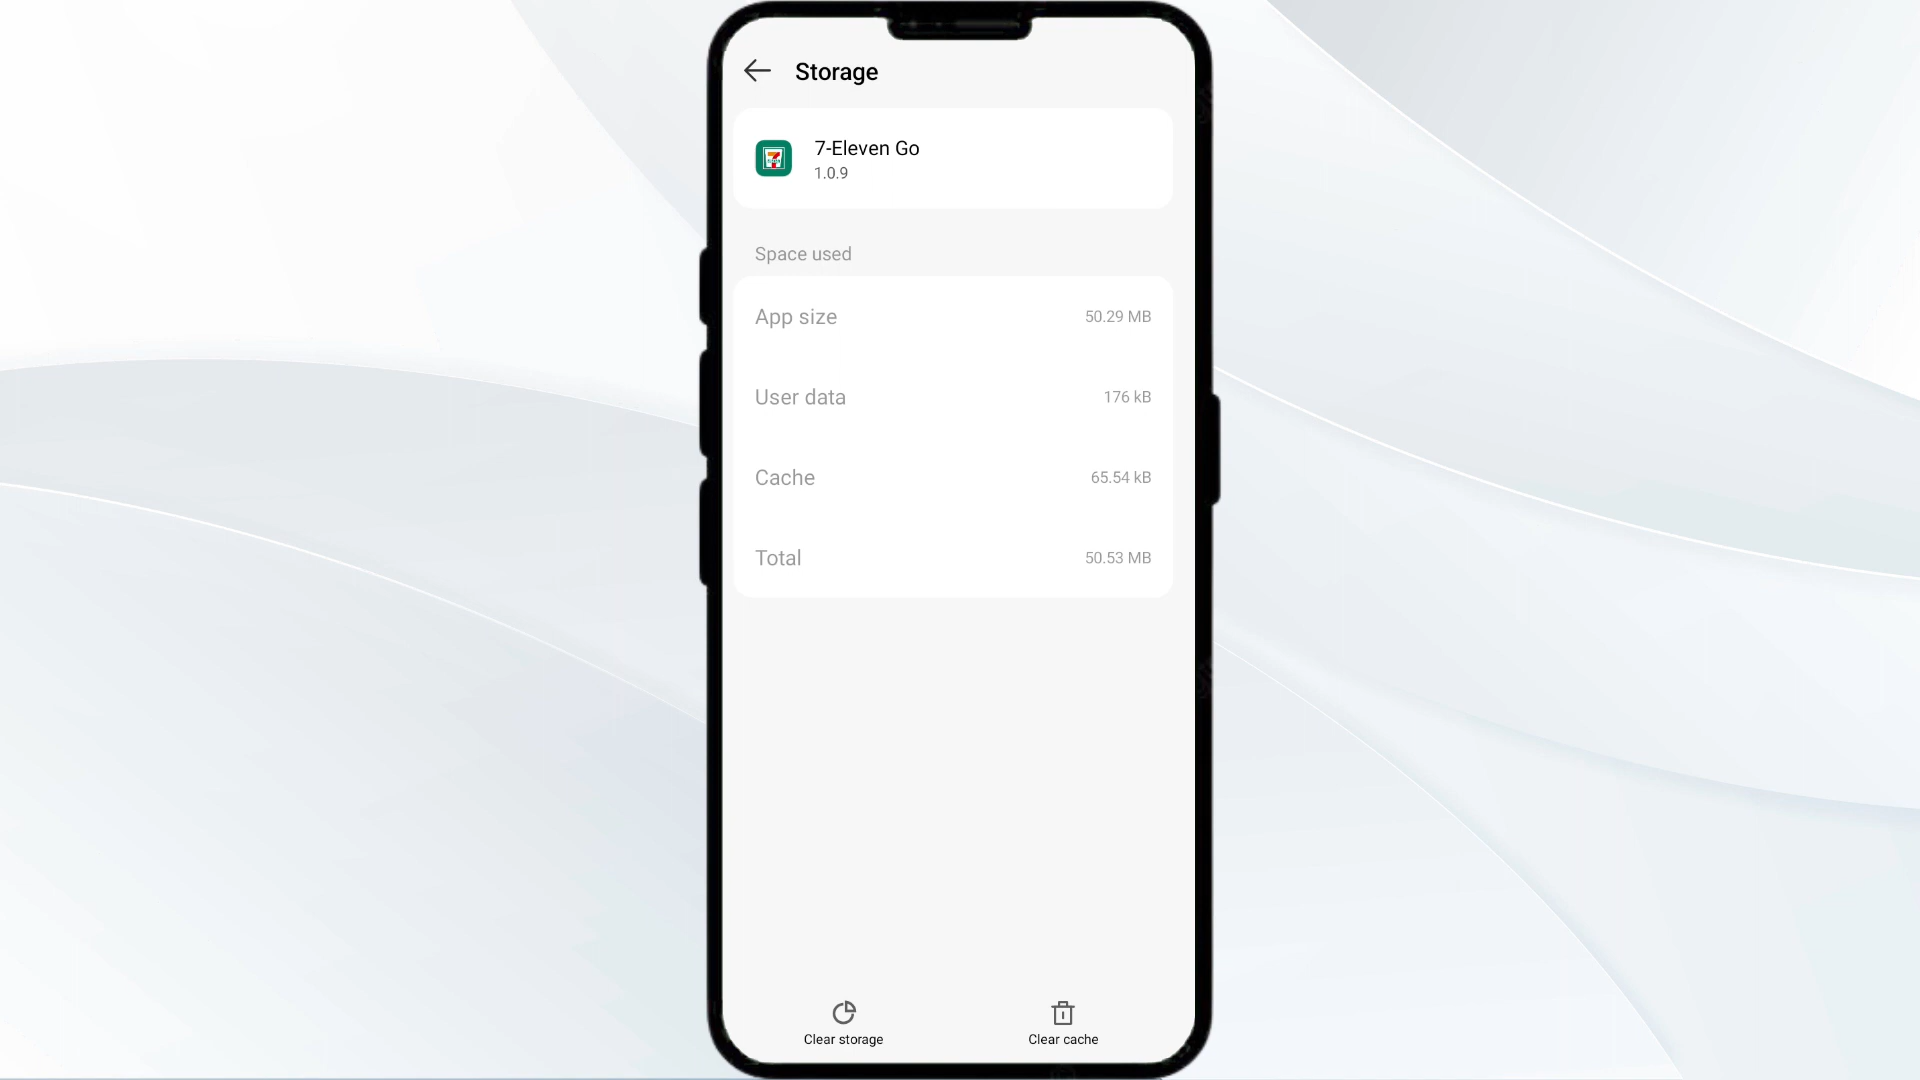 Storage
7-Eleven Go
1.0.9
Space used
App size 50.29 MB
User data 176 kB
Cache 65.54 kB
Total 50.53 MB
Clear storage Clear cache